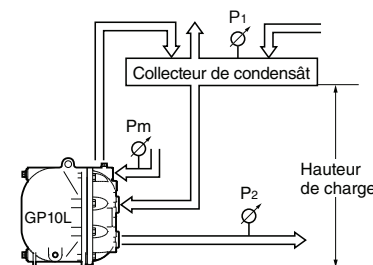 P1
Collecteur de condensât
Pm
Hauteur
de charge
P2
GP10L